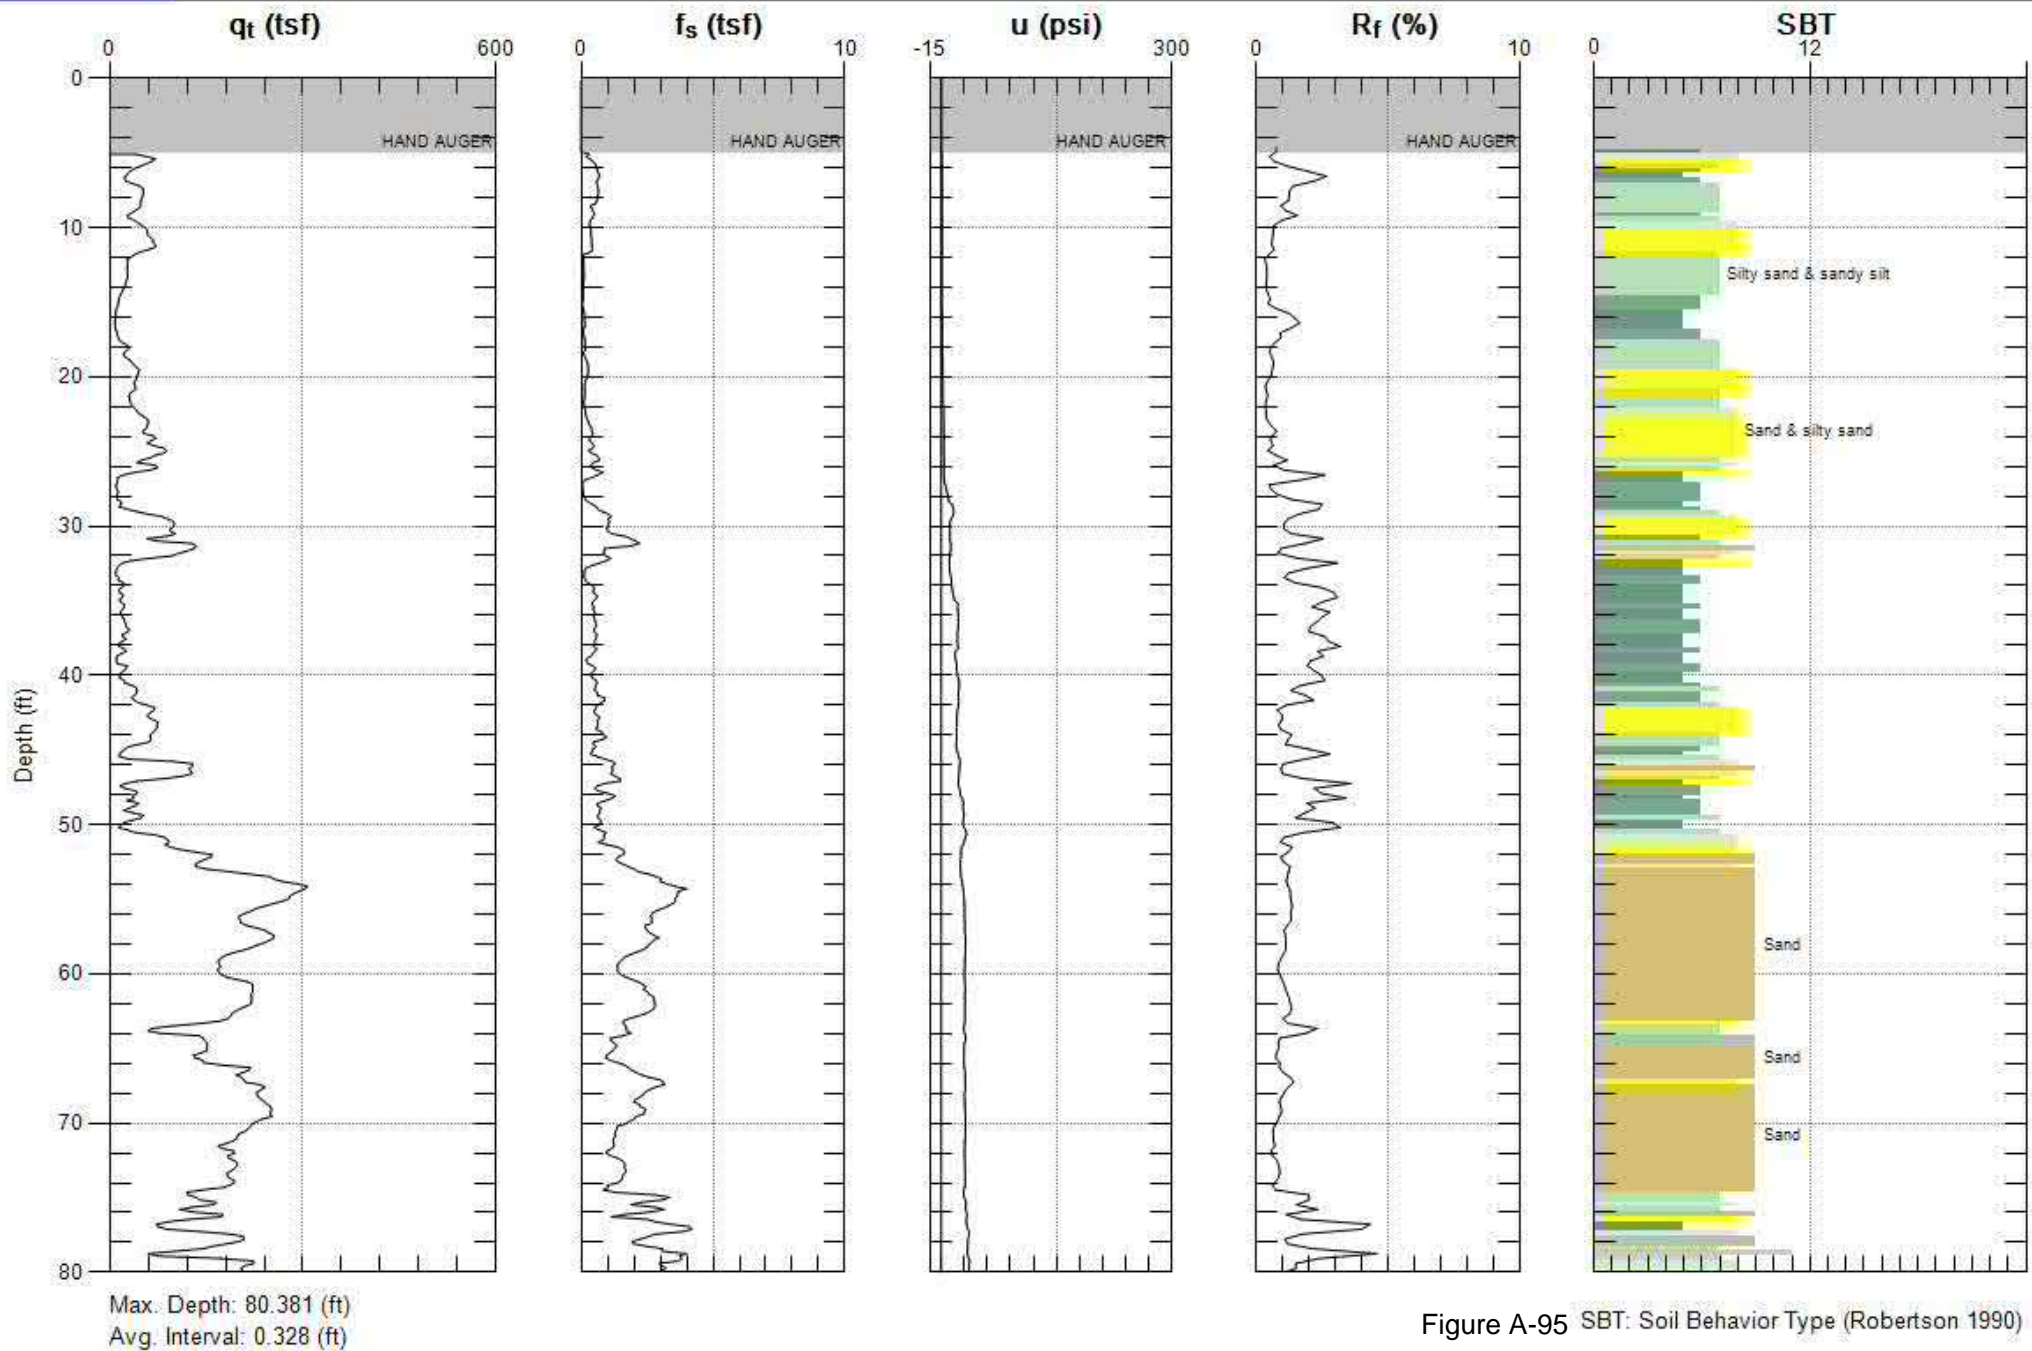 qt (tsf)
fs (tsf)
u (psi)
Rf (%)
SBT
0 600
0 10
-15 300
0 10
0 12
0
HAND AUGER
HAND AUGER
HAND AUGER
HAND AUGER
10
Silty sand & sandy silt
20
Sand & silty sand
30
40
Depth (ft)
50
Sand
60
Sand
70
Sand
80
Max. Depth: 80.381 (ft)
Avg. Interval: 0.328 (ft)
Figure A-95
SBT: Soil Behavior Type (Robertson 1990)